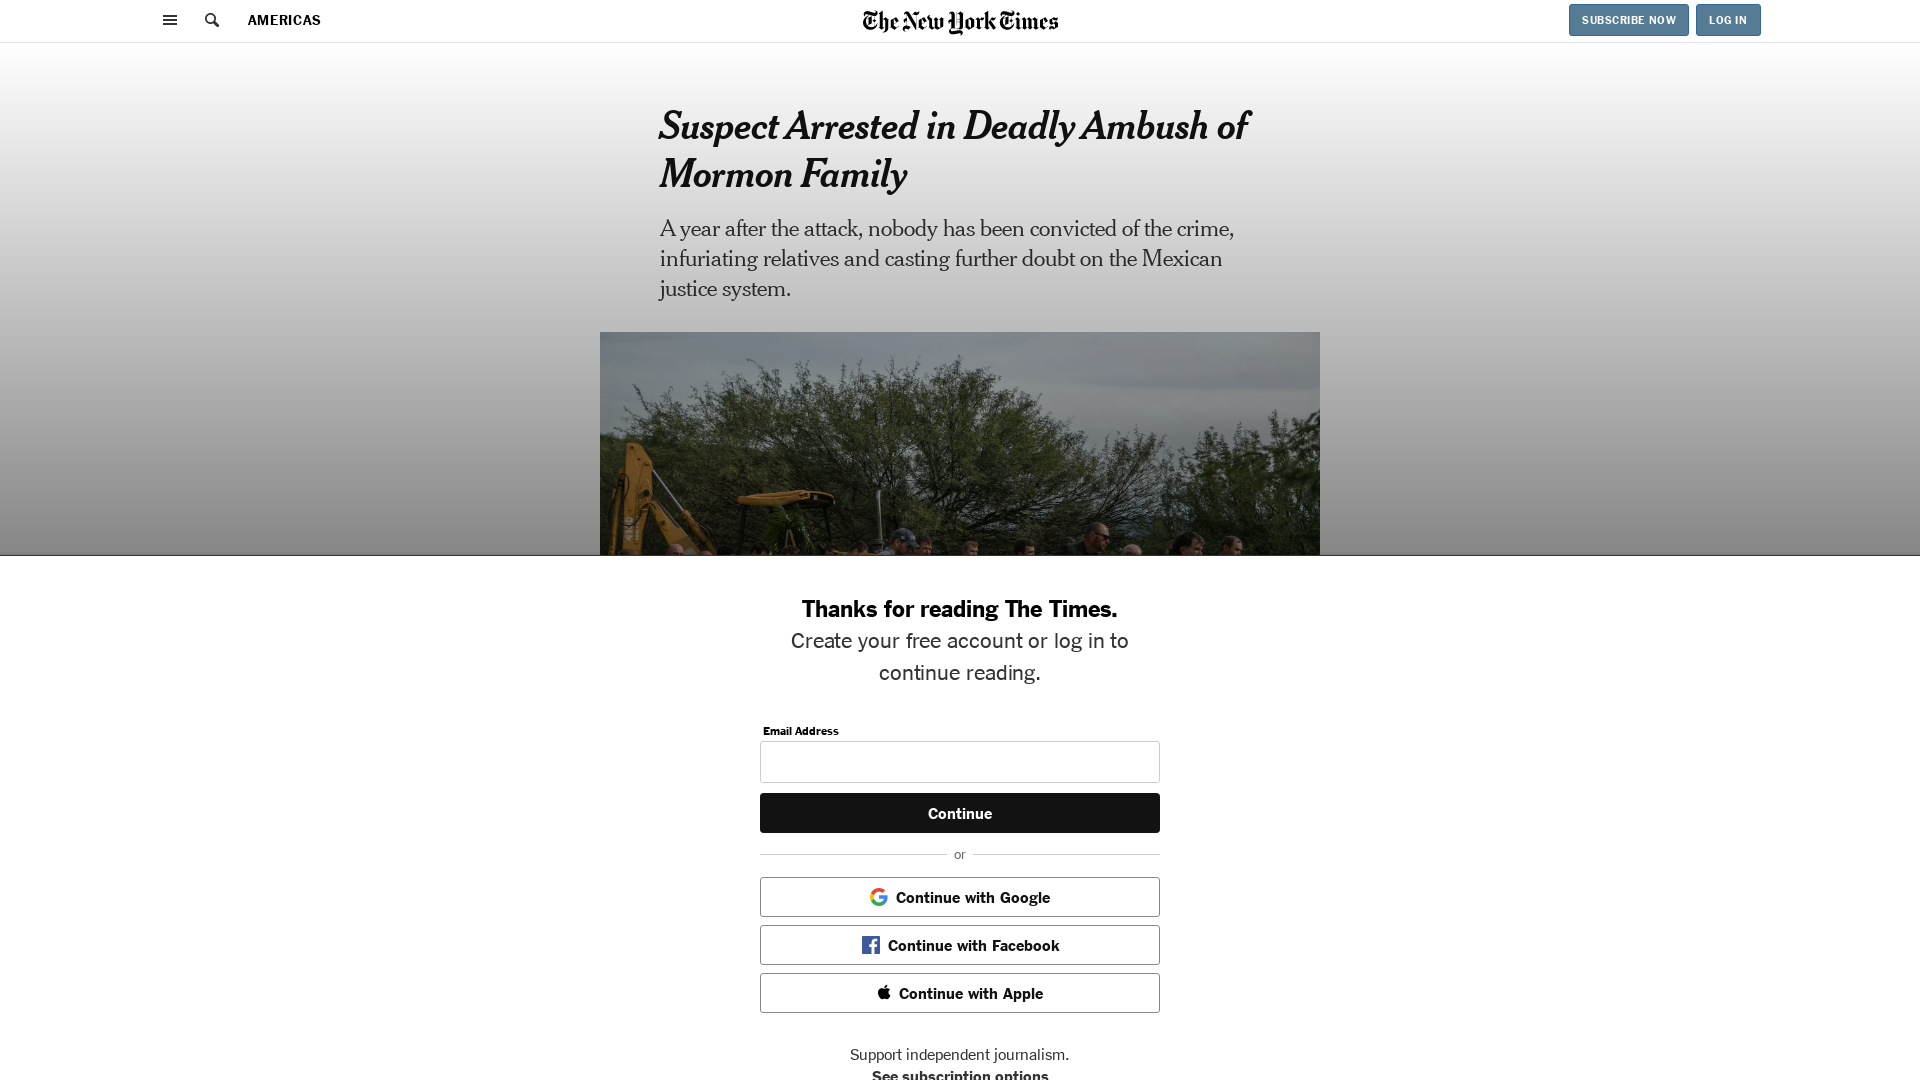 AMERICAS
The New York Times
SUBSCRIBE NOW
LOG IN
Suspect Arrested in Deadly Ambush of
Mormon Family
A year after the attack, nobody has been convicted of the crime,
infuriating relatives and casting further doubt on the Mexican
justice system.
Thanks for reading The Times.
Create your free account or log in to
continue reading.
Email Address
Continue
or
Continue with Google
Continue with Facebook
Continue with Apple
Support independent journalism.
See subscription options